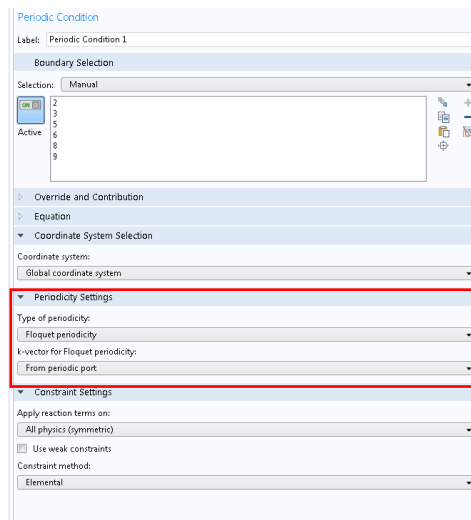 Periodic Condition
Label: Periodic Condition 1
Boundary Selection
Selection: Manual
ON
2
3
5
6
8
9
Active
Override and Contribution
Equation
Coordinate System Selection
Coordinate system:
Global coordinate system
Periodicity Settings
Type of periodicity:
Floquet periodicity
k-vector for Floquet periodicity:
From periodic port
Constraint Settings
Apply reaction terms on:
All physics (symmetric)
Use weak constraints
Constraint method:
Elemental